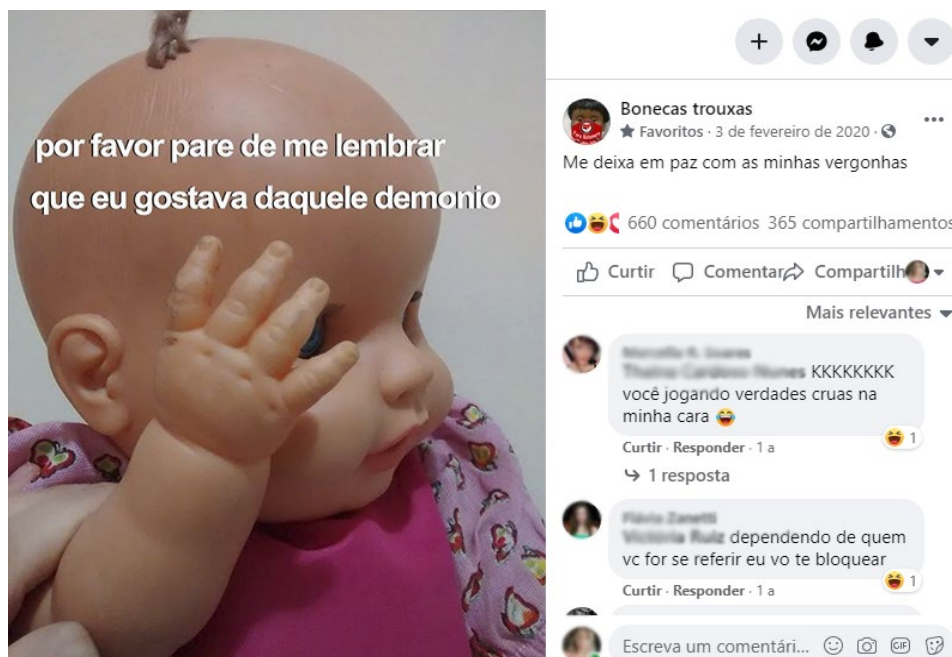 por favor pare de me lembrar
que eu gostava daquele demonio
Bonecas trouxas
Favoritos · 3 de fevereiro de 2020 ·
Me deixa em paz com as minhas vergonhas
660 comentários 365 compartilhamentos
Curtir Comentar Compartilh
Mais relevantes
KKKKKKKK
você jogando verdades cruas na
minha cara
1
Curtir · Responder · 1 a
1 resposta
dependendo de quem
vc for se referir eu vo te bloquear
1
Curtir · Responder · 1 a
Escreva um comentári...
GIF